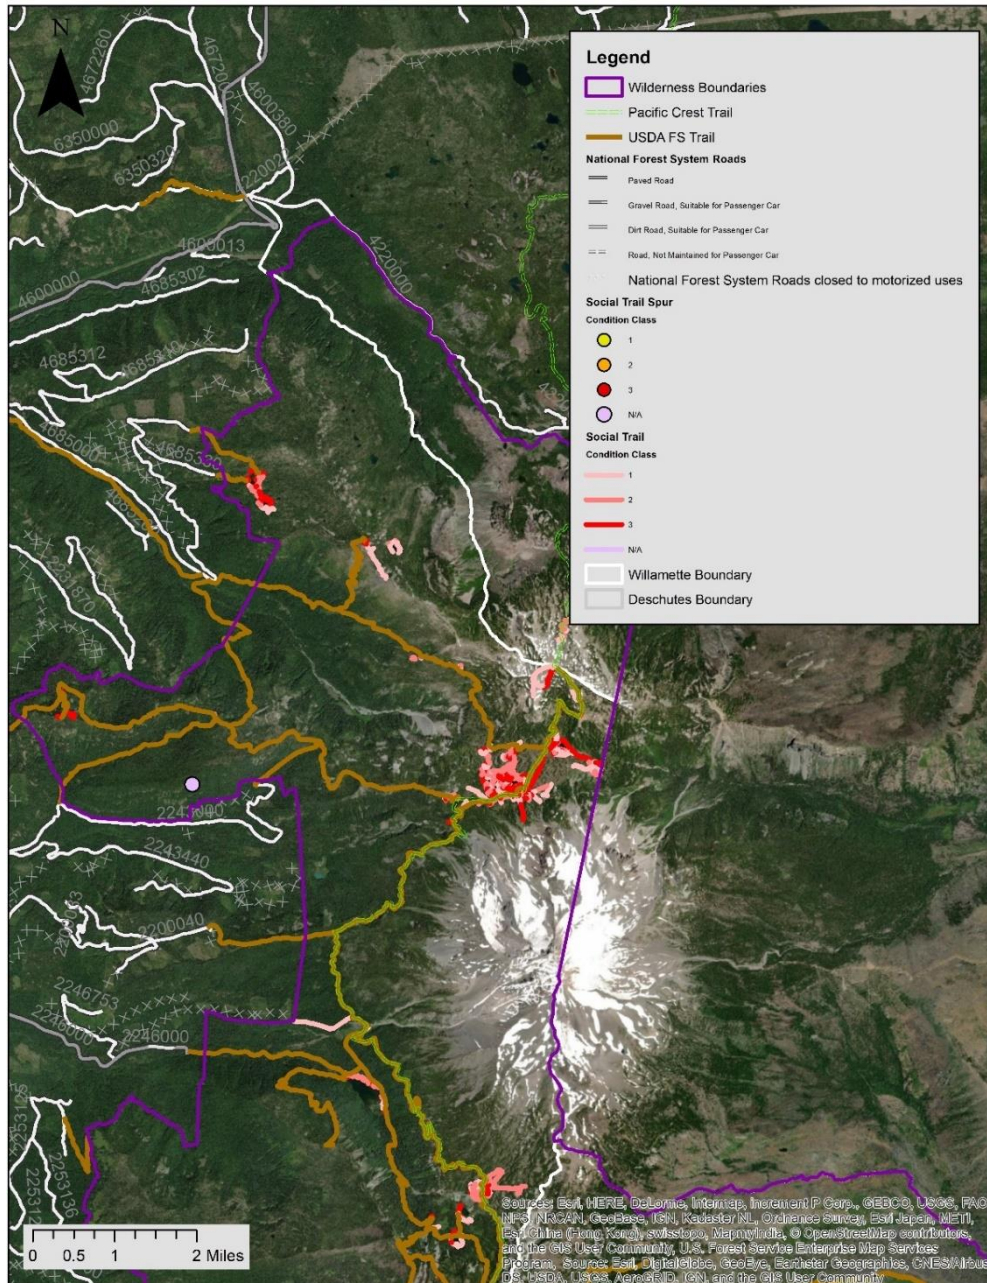 N
4672260
467200
4600380
6350000
6350320
22002
4600013
4685302
4600000
4220000
4685312
4685000
4685330
2243440
2200040
2246753
2246000
2253125
2253136
Legend
Wilderness Boundaries
Pacific Crest Trail
USDA FS Trail
National Forest System Roads
Paved Road
Gravel Road, Suitable for Passenger Car
Dirt Road, Suitable for Passenger Car
Road, Not Maintained for Passenger Car
National Forest System Roads closed to motorized uses
Social Trail Spur
Condition Class
1
2
3
N/A
Social Trail
Condition Class
1
2
3
N/A
Willamette Boundary
Deschutes Boundary
0 0.5 1 2 Miles
Sources: Esri, HERE, DeLorme, Intermap, increment P Corp., GEBCO, USGS, FAO,
NPS, NRCAN, GeoBase, IGN, Kadaster NL, Ordnance Survey, Esri Japan, METI,
Esri China (Hong Kong), swisstopo, MapmyIndia, © OpenStreetMap contributors,
and the GIS User Community, U.S. Forest Service Enterprise Map Services
Program, Source: Esri, DigitalGlobe, GeoEye, Earthstar Geographics, CNES/Airbus
DS, USDA, USGS, AeroGRID, IGN, and the GIS User Community